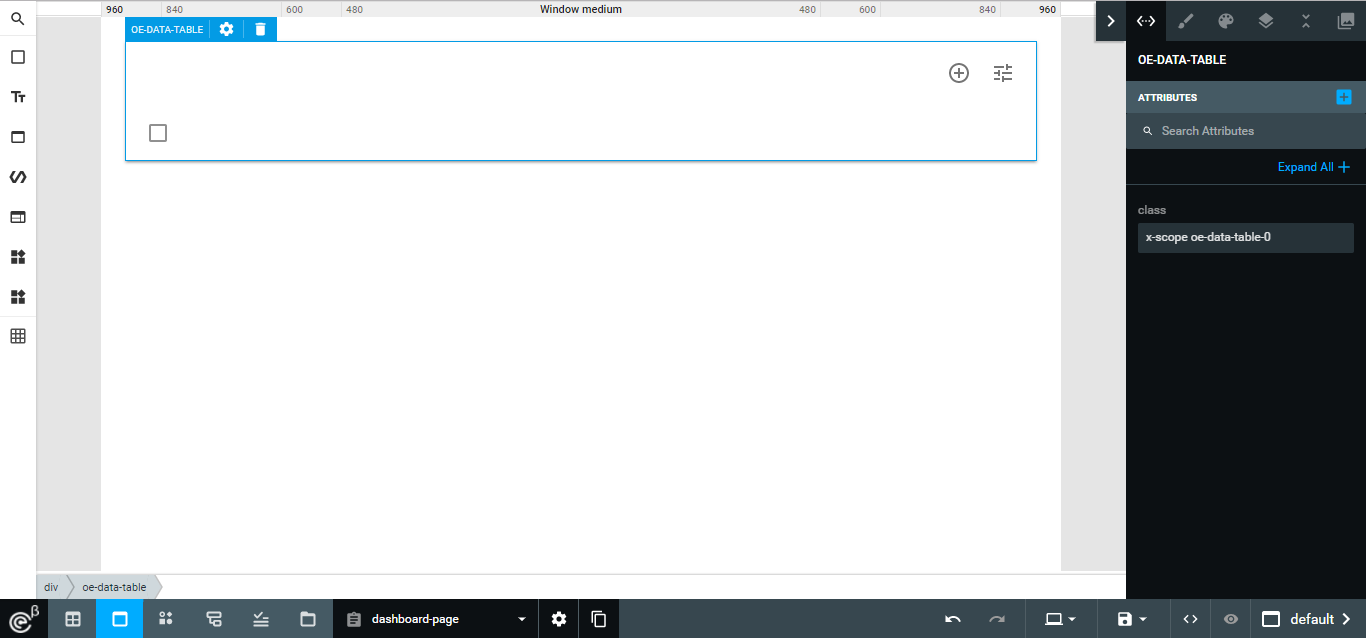 960 840 600 480 Window medium 480 600 840 960
OE-DATA-TABLE
OE-DATA-TABLE
ATTRIBUTES
Search Attributes
Expand All
class
x-scope oe-data-table-0
div oe-data-table
β
dashboard-page
default